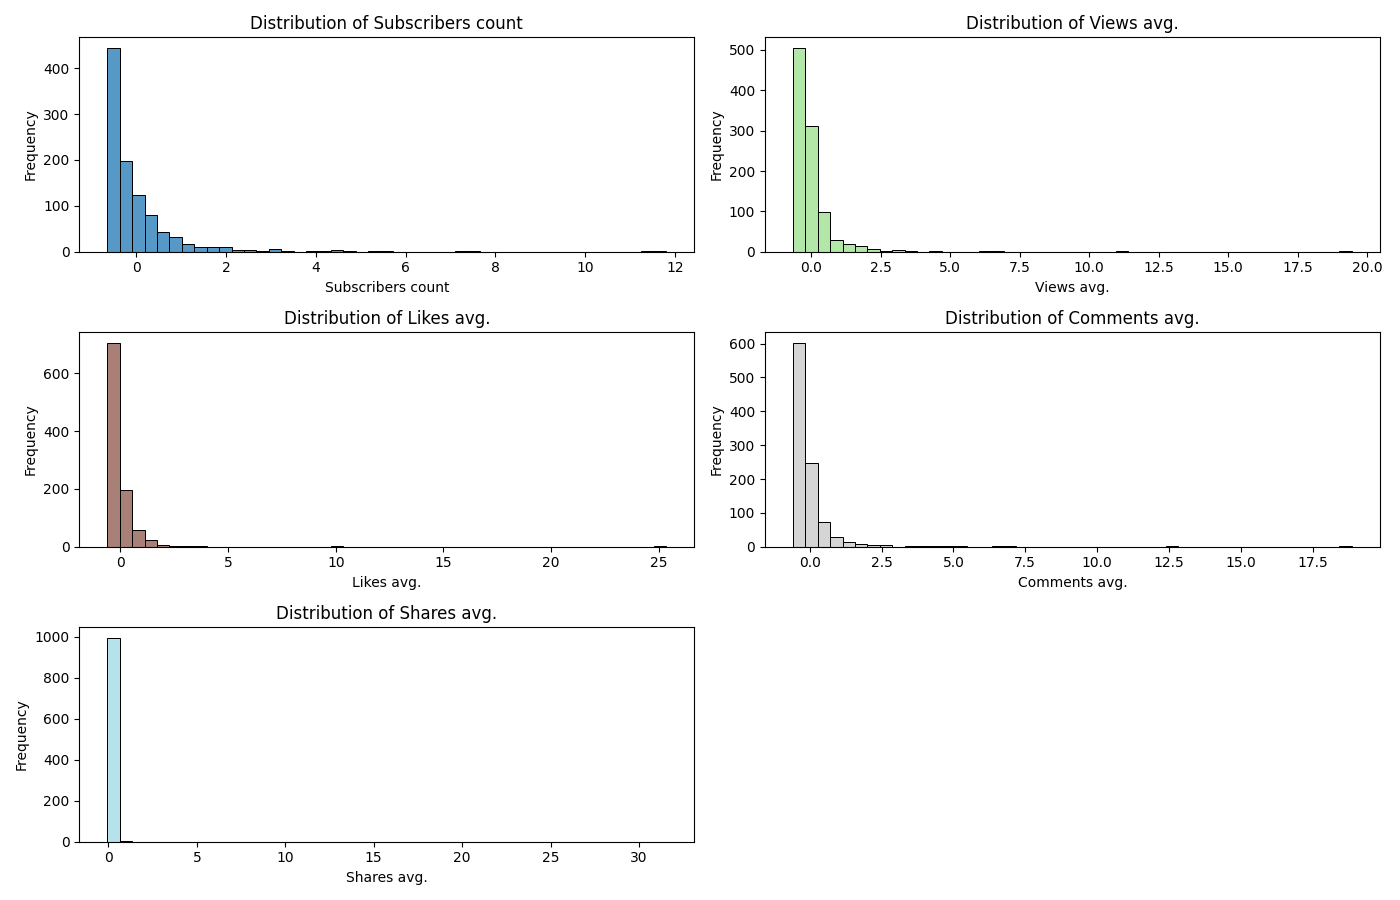 Distribution of Subscribers count
Frequency
400
300
200
100
0
0 2 4 6 8 10 12
Subscribers count
Distribution of Views avg.
Frequency
500
400
300
200
100
0
0.0 2.5 5.0 7.5 10.0 12.5 15.0 17.5 20.0
Views avg.
Distribution of Likes avg.
Frequency
600
400
200
0
0 5 10 15 20 25
Likes avg.
Distribution of Comments avg.
Frequency
600
500
400
300
200
100
0
0.0 2.5 5.0 7.5 10.0 12.5 15.0 17.5
Comments avg.
Distribution of Shares avg.
Frequency
1000
800
600
400
200
0
0 5 10 15 20 25 30
Shares avg.